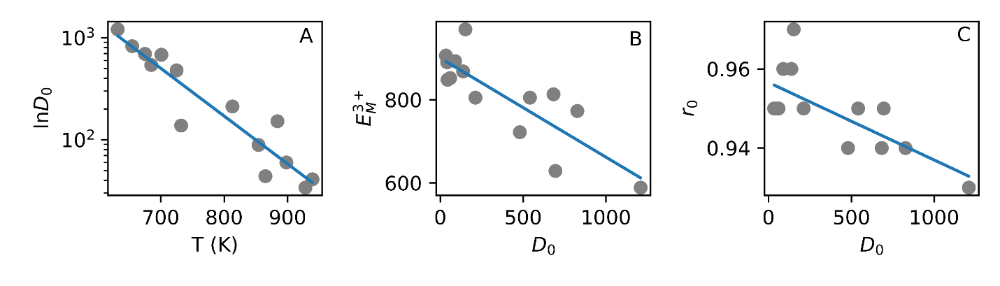 A
10³
10²
lnD₀
700 800 900
T (K)
B
800
600
E_M^{3+}
0 500 1000
D₀
C
0.96
0.94
r₀
0 500 1000
D₀